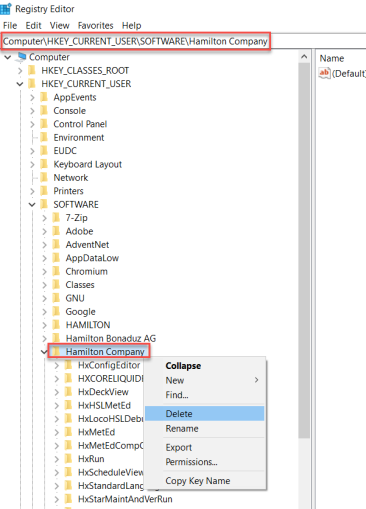 Registry Editor
File Edit View Favorites Help
Computer\HKEY_CURRENT_USER\SOFTWARE\Hamilton Company
Computer
Name
HKEY_CLASSES_ROOT
(Default)
HKEY_CURRENT_USER
AppEvents
Console
Control Panel
Environment
EUDC
Keyboard Layout
Network
Printers
SOFTWARE
7-Zip
Adobe
AdventNet
AppDataLow
Chromium
Classes
GNU
Google
HAMILTON
Hamilton Bonaduz AG
Hamilton Company
HxConfigEditor
HXCORELIQUIDI
HxDeckView
HxHSLMetEd
HxLocoHSLDebu
HxMetEd
HxMetEdCompC
HxRun
HxScheduleView
HxStandardLang
HxStarMaintAndVerRun
Collapse
New
Find...
Delete
Rename
Export
Permissions...
Copy Key Name